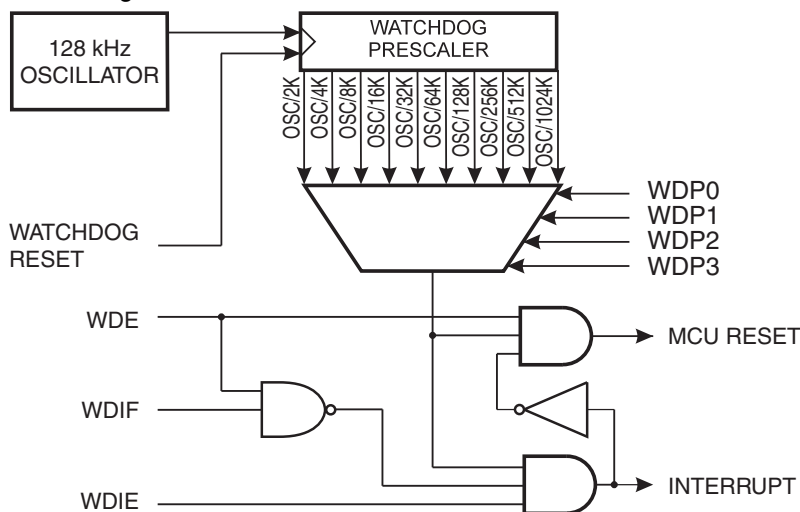 128 kHz
OSCILLATOR
WATCHDOG
PRESCALER
OSC/2K
OSC/4K
OSC/8K
OSC/16K
OSC/32K
OSC/64K
OSC/128K
OSC/256K
OSC/512K
OSC/1024K
WDP0
WDP1
WDP2
WDP3
WATCHDOG
RESET
WDE
MCU RESET
WDIF
INTERRUPT
WDIE